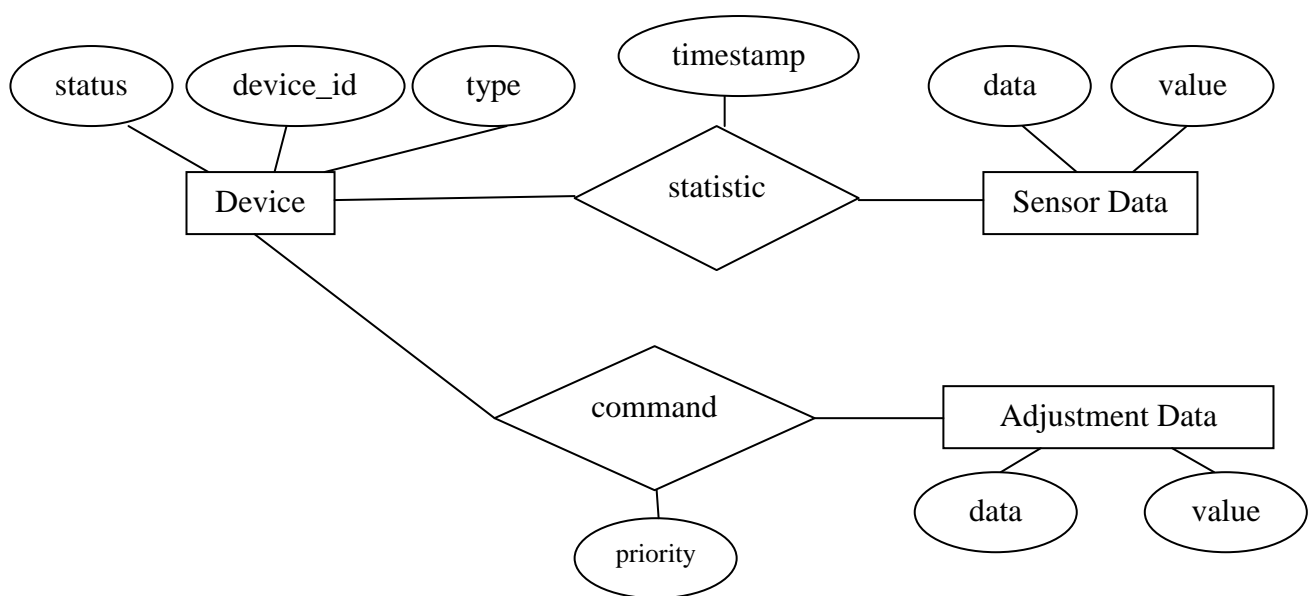 timestamp
status
device_id
type
data
value
statistic
Device
Sensor Data
command
Adjustment Data
data
value
priority